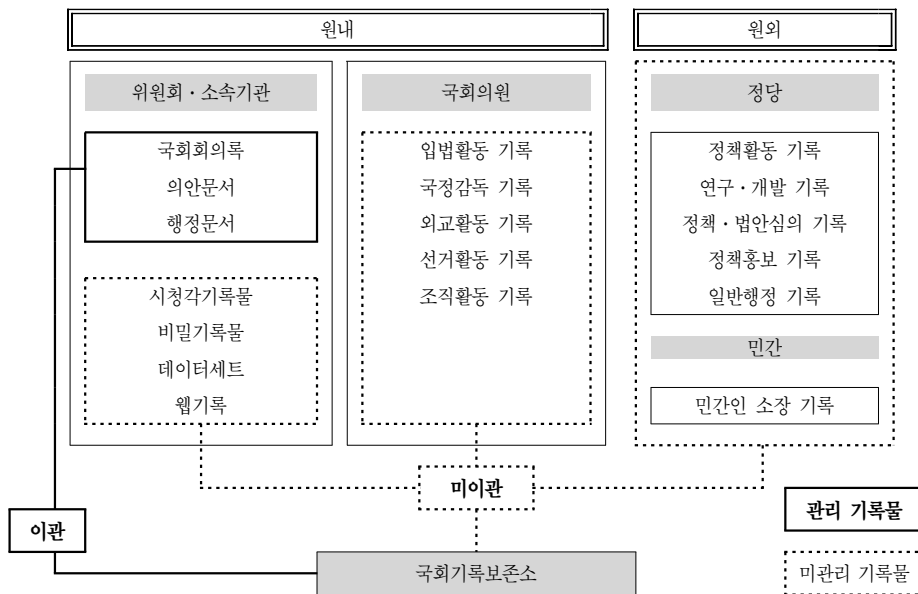 원내
원외
위원회·소속기관
국회회의록
의안문서
행정문서
시청각기록물
비밀기록물
데이터세트
웹기록
국회의원
입법활동 기록
국정감독 기록
외교활동 기록
선거활동 기록
조직활동 기록
정당
정책활동 기록
연구·개발 기록
정책·법안심의 기록
정책홍보 기록
일반행정 기록
민간
민간인 소장 기록
미이관
이관
국회기록보존소
관리 기록물
미관리 기록물